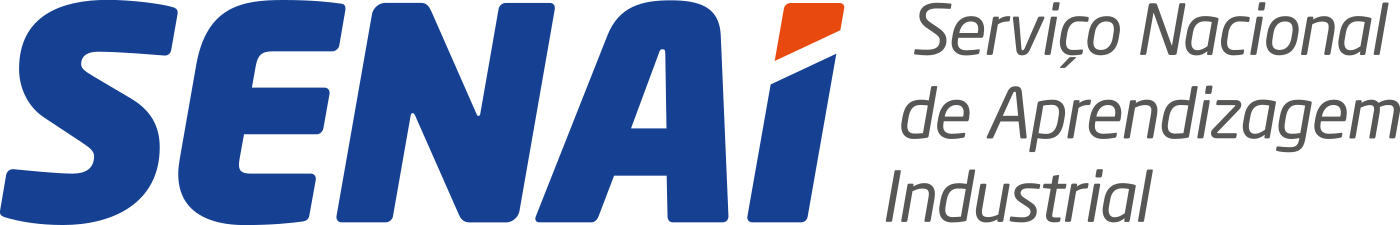 SENAI
Serviço Nacional
de Aprendizagem
Industrial